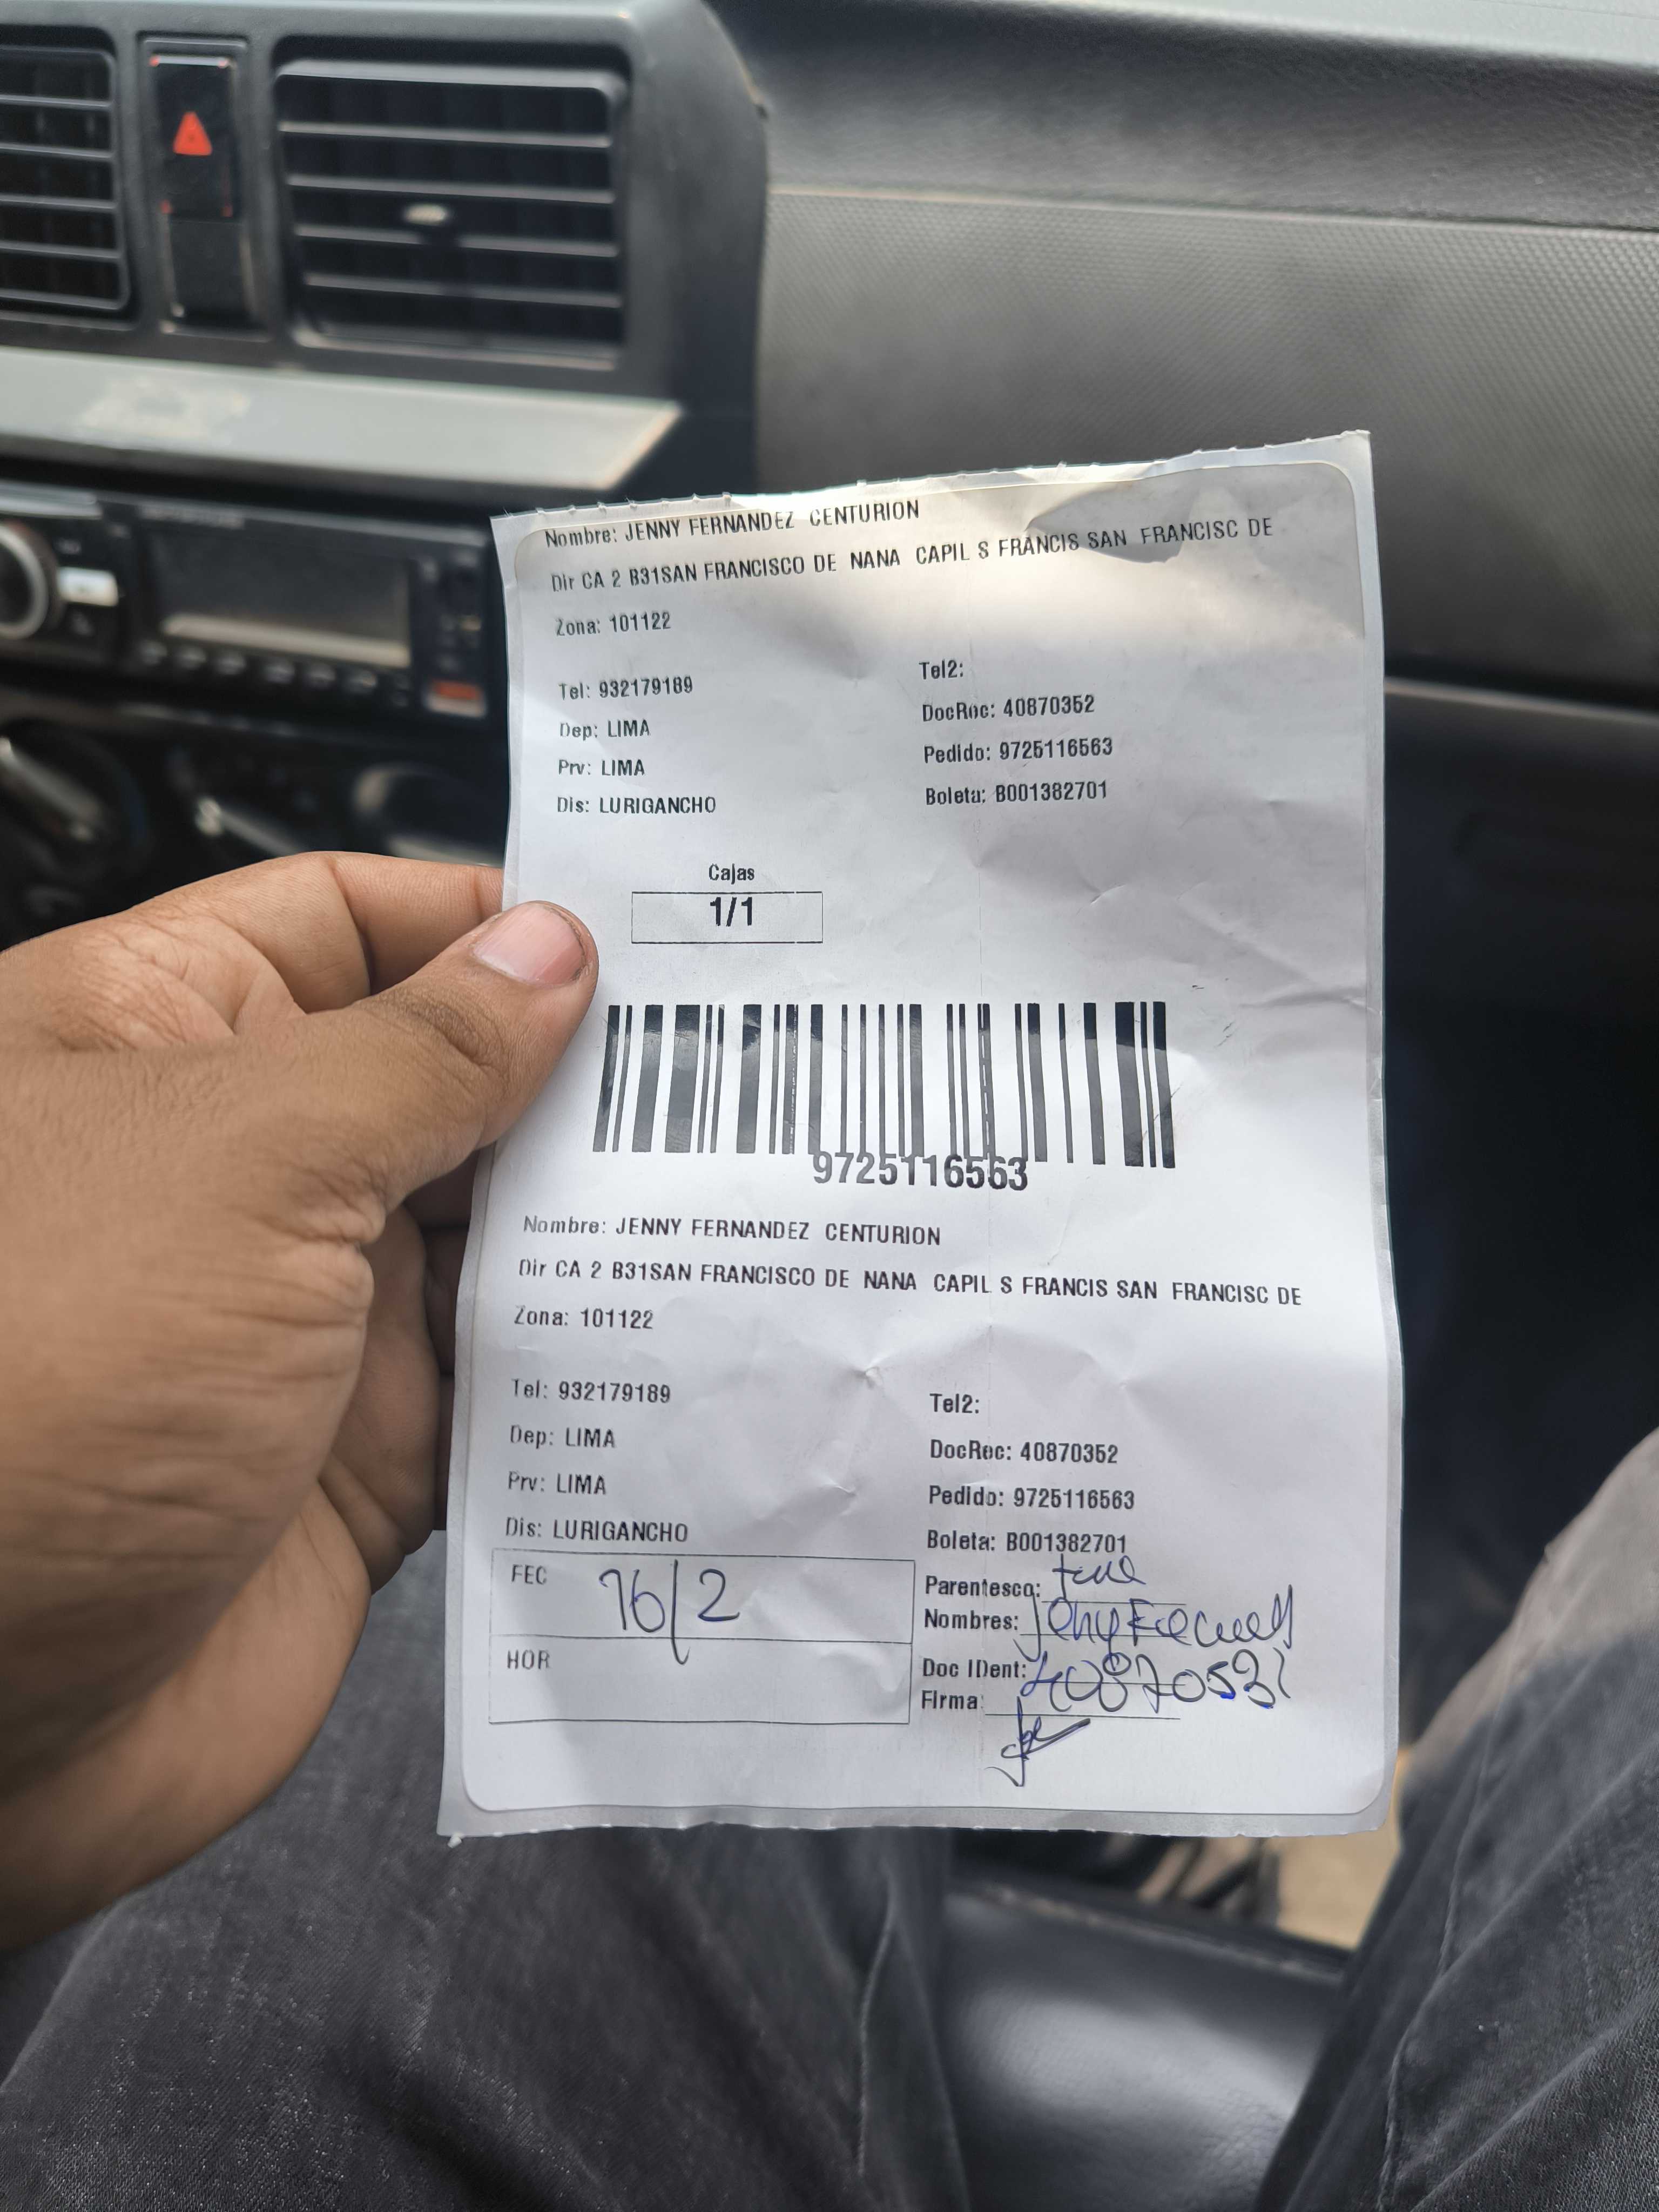 Nombre: JENNY FERNANDEZ CENTURION
Dir CA 2 B31SAN FRANCISCO DE NANA CAPIL S FRANCIS SAN FRANCISC DE
Zona: 101122
Tel: 932179189
Tel2:
Dep: LIMA
DocRec: 40870352
Prv: LIMA
Pedido: 9725116563
Dis: LURIGANCHO
Boleta: B001382701
Cajas
1/1
9725116563
Nombre: JENNY FERNANDEZ CENTURION
Dir CA 2 B31SAN FRANCISCO DE NANA CAPIL S FRANCIS SAN FRANCISC DE
Zona: 101122
Tel: 932179189
Tel2:
Dep: LIMA
DocRec: 40870352
Prv: LIMA
Pedido: 9725116563
Dis: LURIGANCHO
Boleta: B001382701
FEC 16/2
HOR
Parentesco:
Nombres: Jeny
Doc IDent:
Firma: